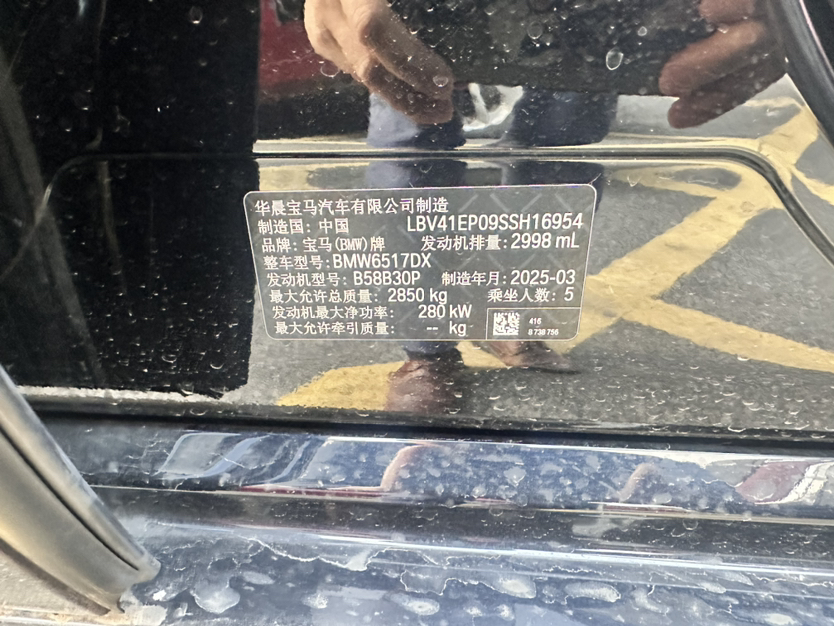 华晨宝马汽车有限公司制造
制造国: 中国 LBV41EP09SSH16954
品牌: 宝马(BMW)牌 发动机排量: 2998 mL
整车型号: BMW6517DX
发动机型号: B58B30P 制造年月: 2025-03
最大允许总质量: 2850 kg 乘坐人数: 5
发动机最大净功率: 280 kW
最大允许牵引质量: -- kg
416
8 738 756